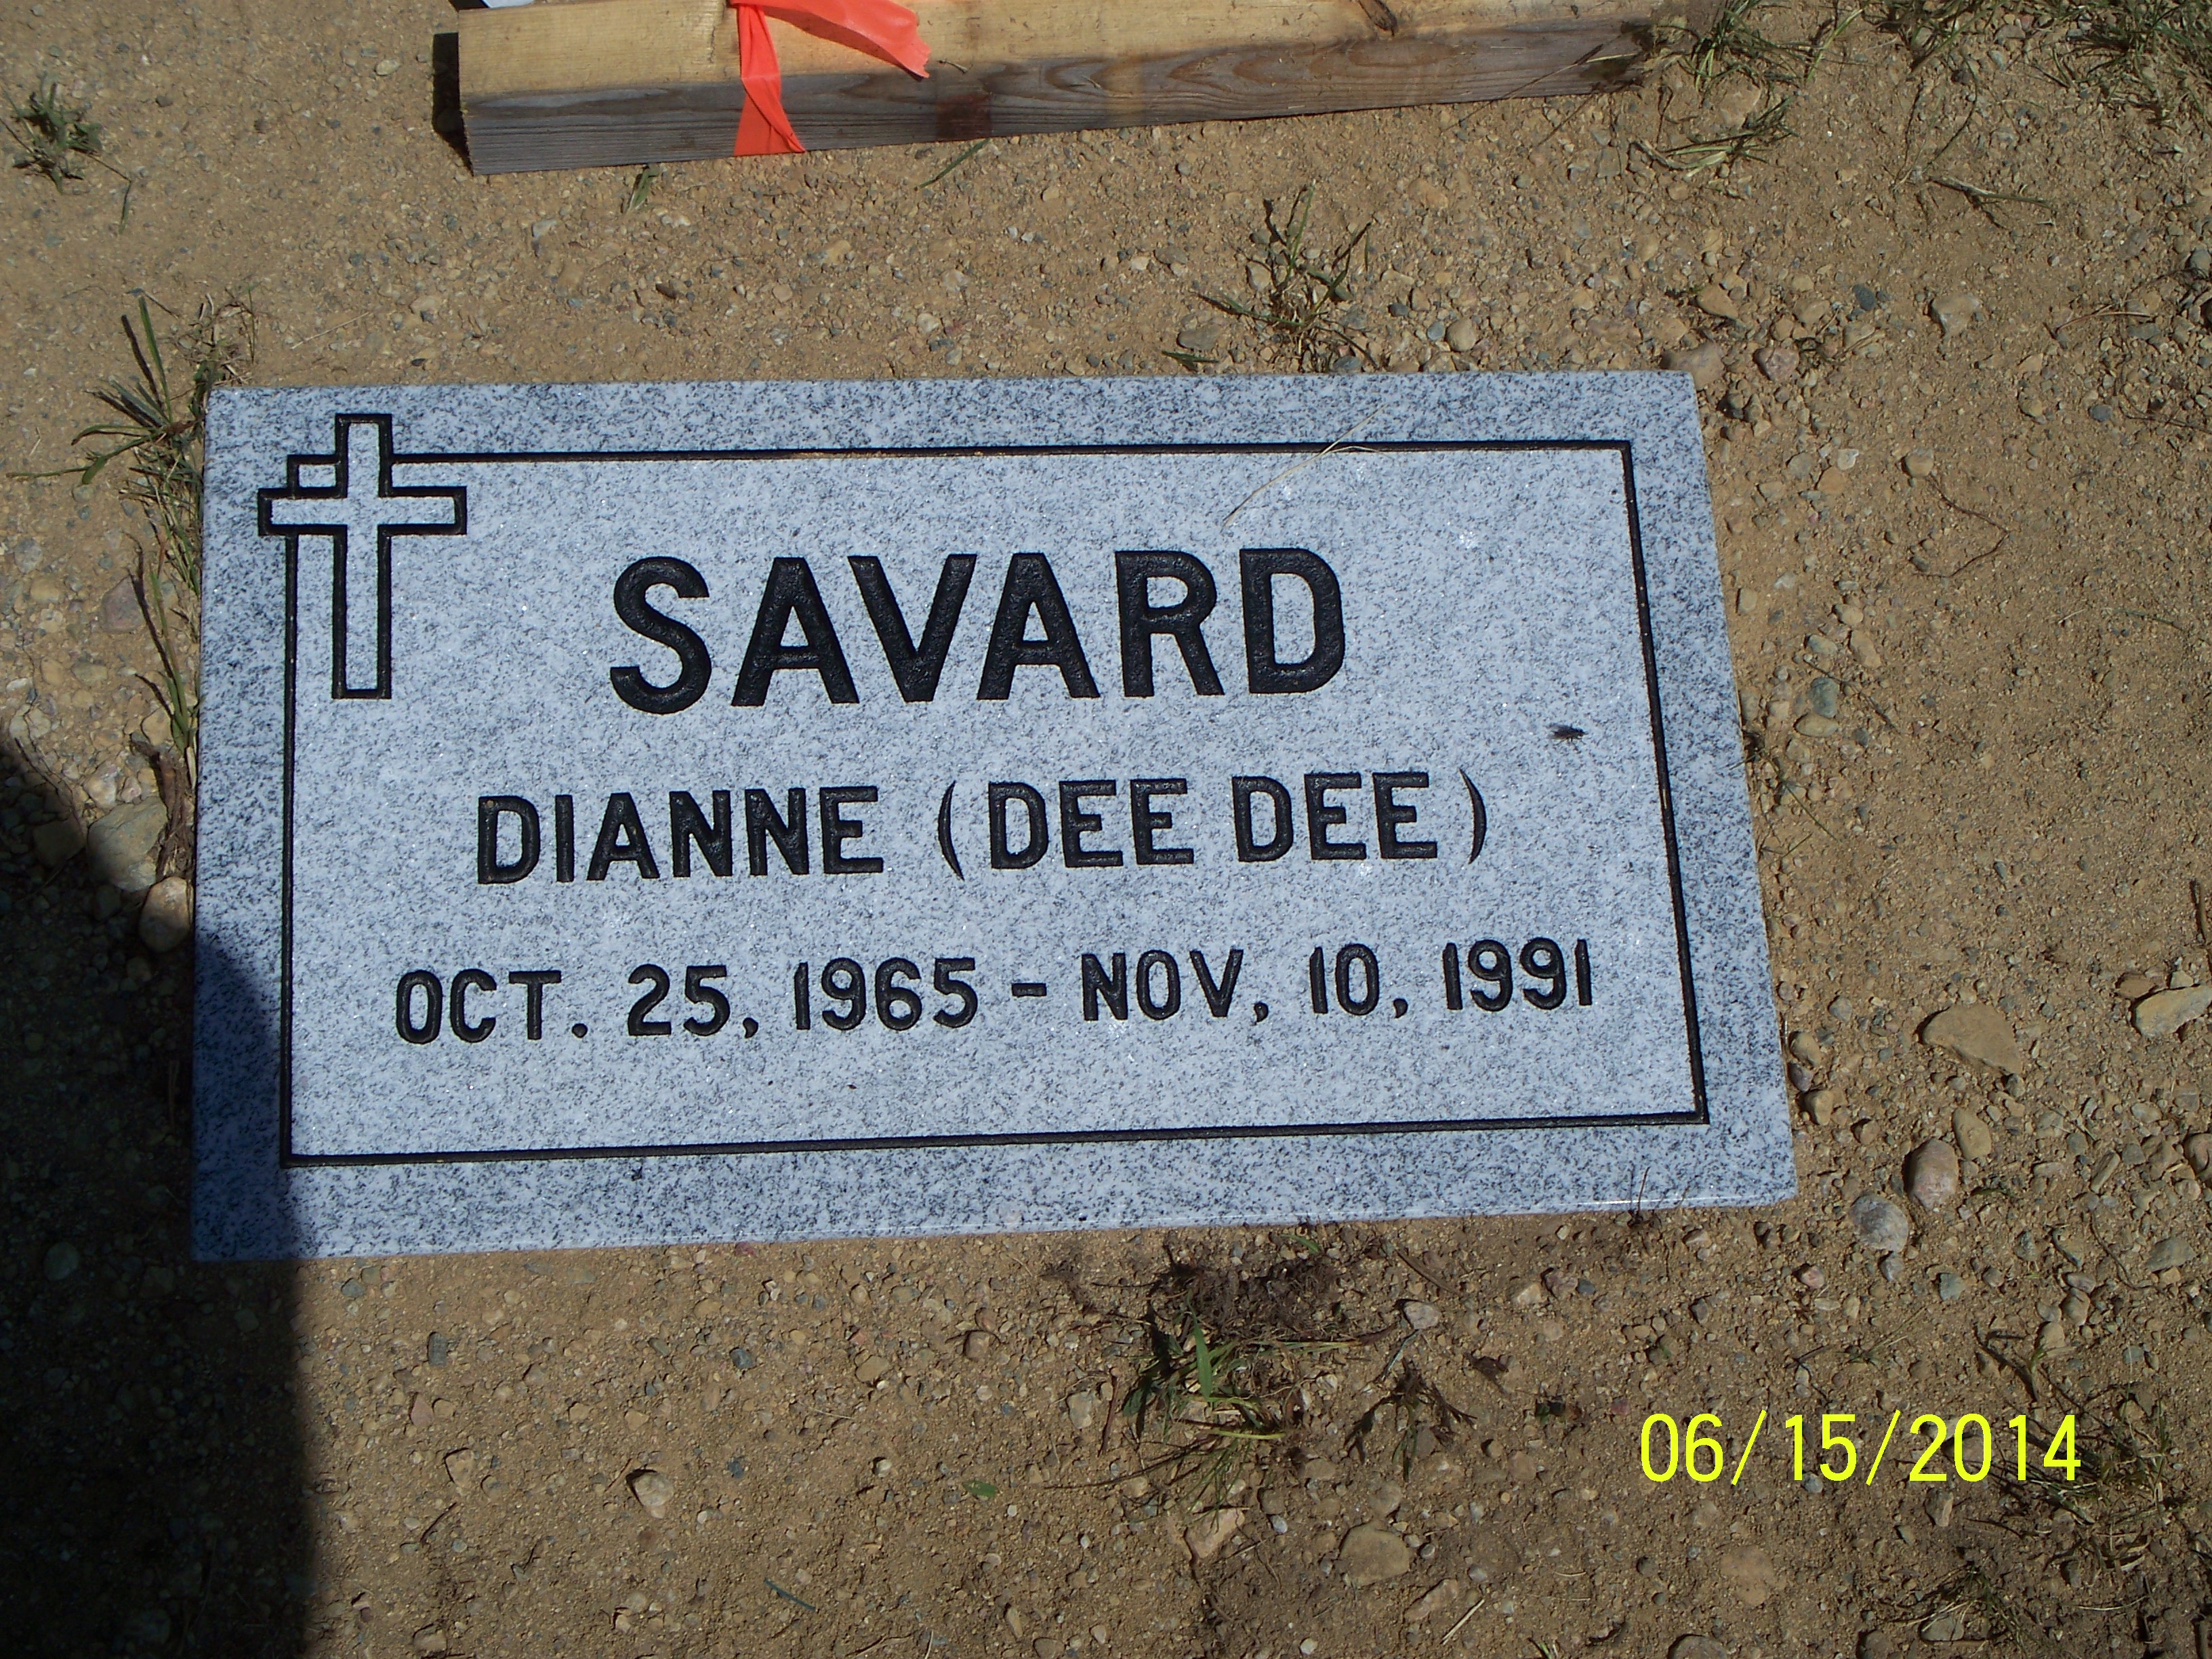 SAVARD
DIANNE (DEE DEE)
OCT. 25, 1965 - NOV, 10, 1991
06/15/2014